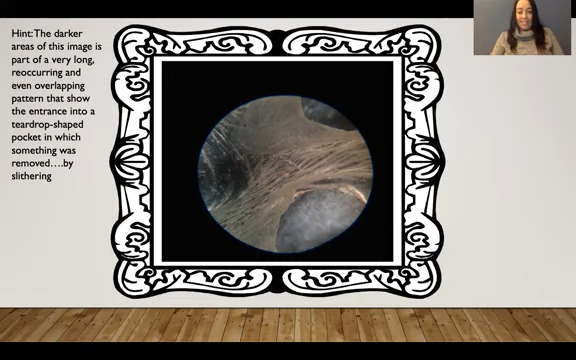 Hint: The darker
areas of this image is
part of a very long,
reoccurring and
even overlapping
pattern that show
the entrance into a
teardrop-shaped
pocket in which
something was
removed….by
slithering